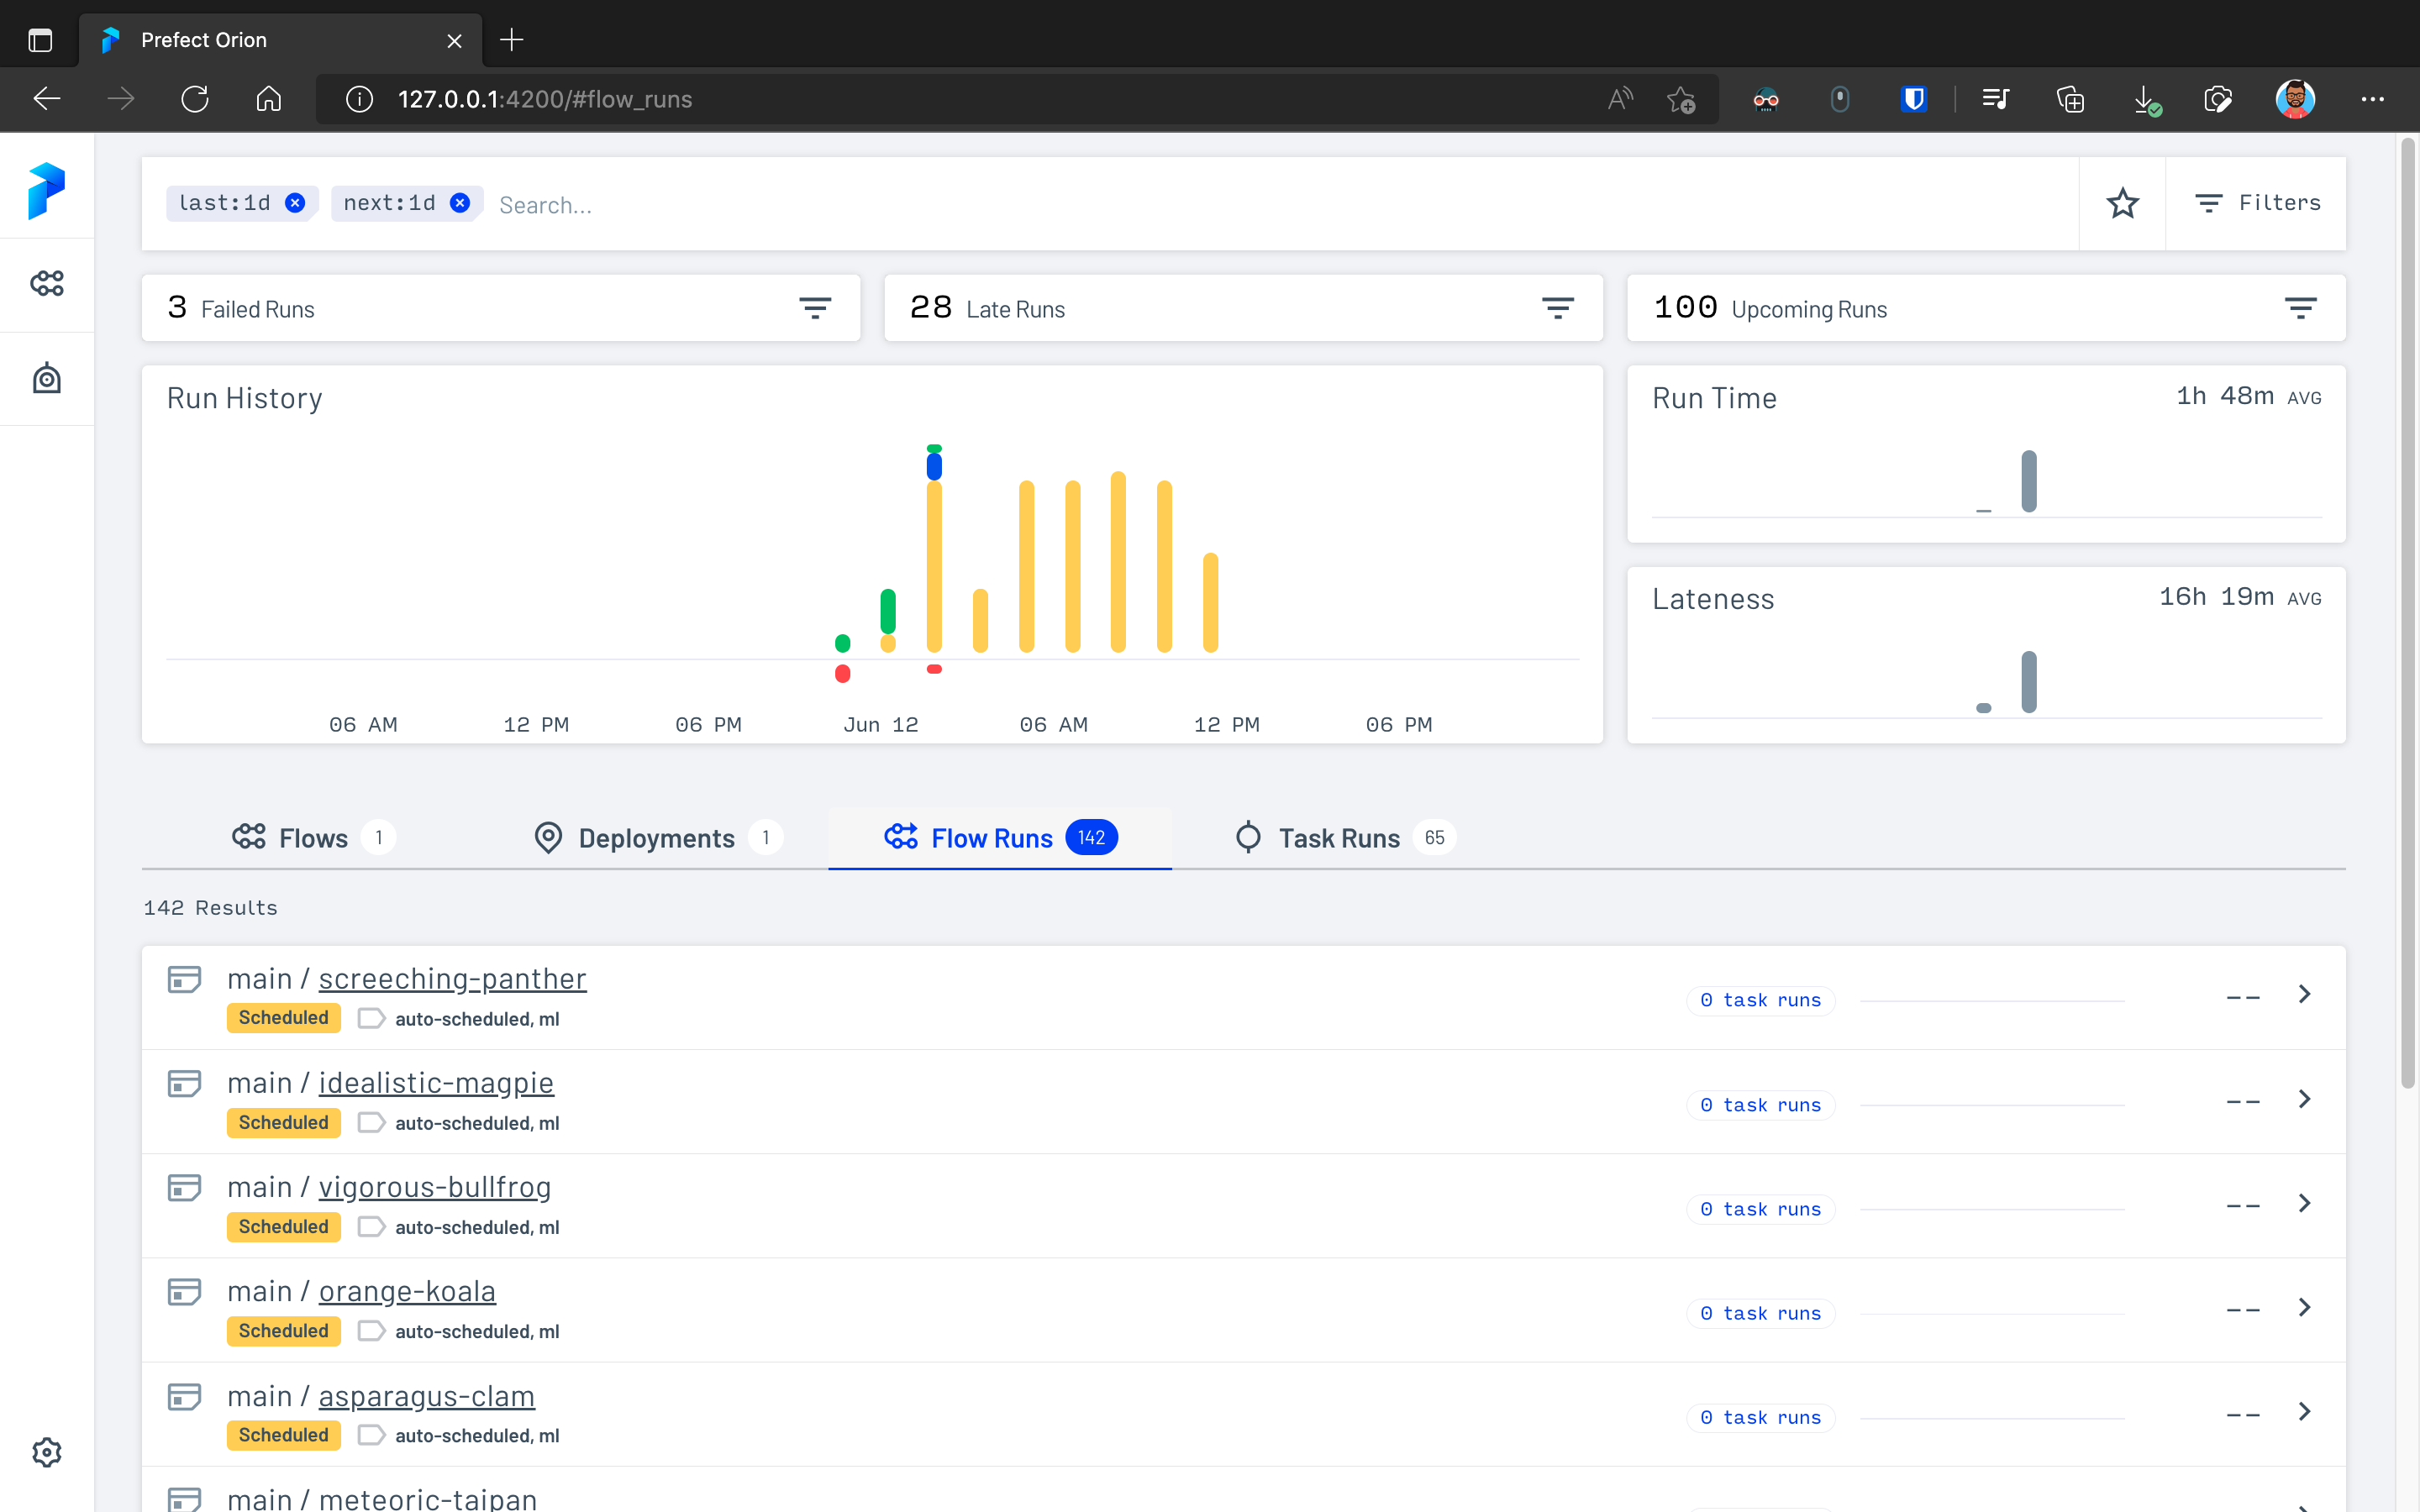 Prefect Orion
127.0.0.1:4200/#flow_runs
last:1d next:1d Search...
Filters
3 Failed Runs
28 Late Runs
100 Upcoming Runs
Run History
06 AM 12 PM 06 PM Jun 12 06 AM 12 PM 06 PM
Run Time 1h 48m AVG
Lateness 16h 19m AVG
Flows 1 Deployments 1 Flow Runs 142 Task Runs 65
142 Results
main / screeching-panther
Scheduled auto-scheduled, ml
0 task runs --
main / idealistic-magpie
Scheduled auto-scheduled, ml
0 task runs --
main / vigorous-bullfrog
Scheduled auto-scheduled, ml
0 task runs --
main / orange-koala
Scheduled auto-scheduled, ml
0 task runs --
main / asparagus-clam
Scheduled auto-scheduled, ml
0 task runs --
main / meteoric-taipan